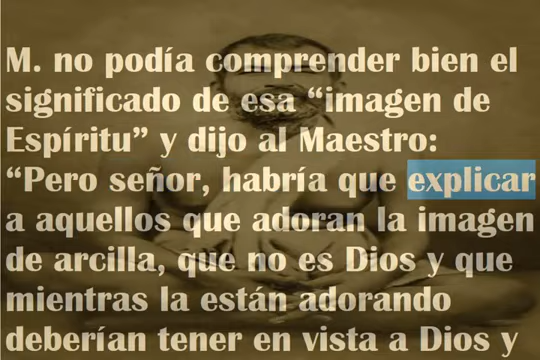 M. no podía comprender bien el
significado de esa “imagen de
Espíritu” y dijo al Maestro:
“Pero señor, habría que explicar
a aquellos que adoran la imagen
de arcilla, que no es Dios y que
mientras la están adorando
deberían tener en vista a Dios y